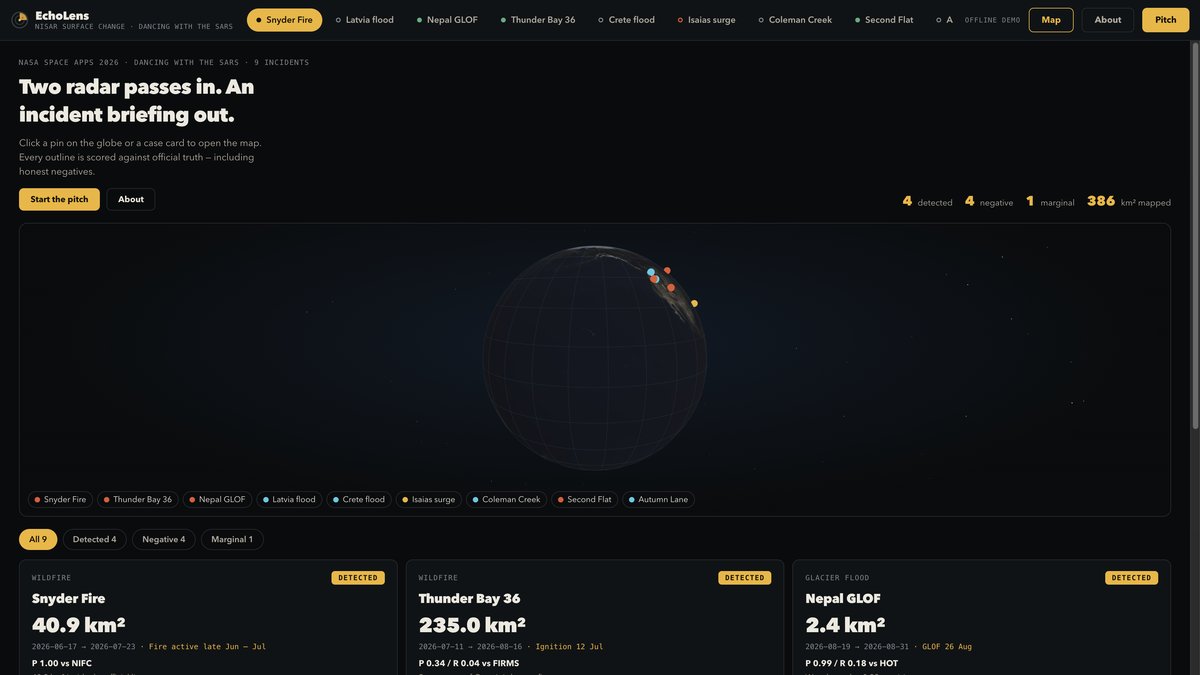 EchoLens
NISAR SURFACE CHANGE · DANCING WITH THE SARS
Snyder Fire
Latvia flood
Nepal GLOF
Thunder Bay 36
Crete flood
Isaias surge
Coleman Creek
Second Flat
A
OFFLINE DEMO
Map
About
Pitch
NASA SPACE APPS 2026 · DANCING WITH THE SARS · 9 INCIDENTS
Two radar passes in. An
incident briefing out.
Click a pin on the globe or a case card to open the map.
Every outline is scored against official truth — including
honest negatives.
Start the pitch
About
4 detected 4 negative 1 marginal 386 km² mapped
Snyder Fire
Thunder Bay 36
Nepal GLOF
Latvia flood
Crete flood
Isaias surge
Coleman Creek
Second Flat
Autumn Lane
All 9
Detected 4
Negative 4
Marginal 1
WILDFIRE
DETECTED
Snyder Fire
40.9 km²
2026-06-17 → 2026-07-23 · Fire active late Jun — Jul
P 1.00 vs NIFC
WILDFIRE
DETECTED
Thunder Bay 36
235.0 km²
2026-07-11 → 2026-08-16 · Ignition 12 Jul
P 0.34 / R 0.04 vs FIRMS
GLACIER FLOOD
DETECTED
Nepal GLOF
2.4 km²
2026-08-19 → 2026-08-31 · GLOF 26 Aug
P 0.99 / R 0.18 vs HOT